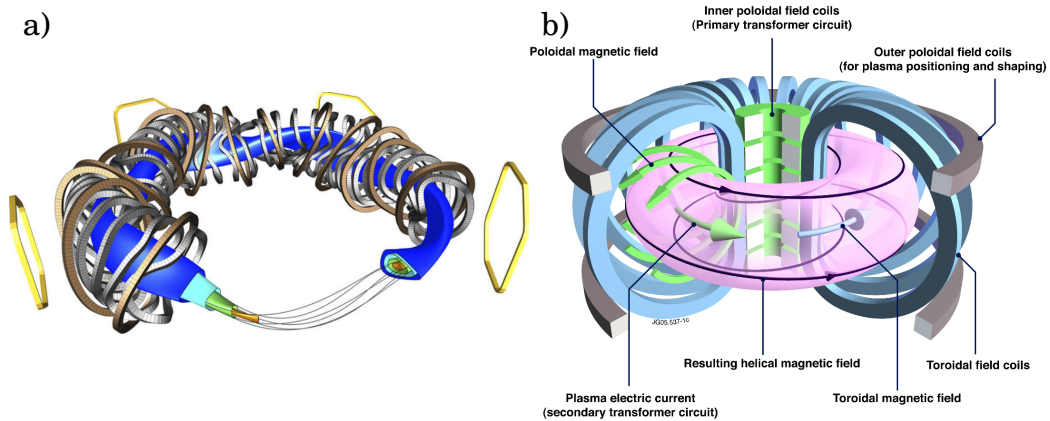 a)
b)
Inner poloidal field coils
(Primary transformer circuit)
Poloidal magnetic field
Outer poloidal field coils
(for plasma positioning and shaping)
JG05.537-1c
Resulting helical magnetic field
Toroidal field coils
Plasma electric current
(secondary transformer circuit)
Toroidal magnetic field